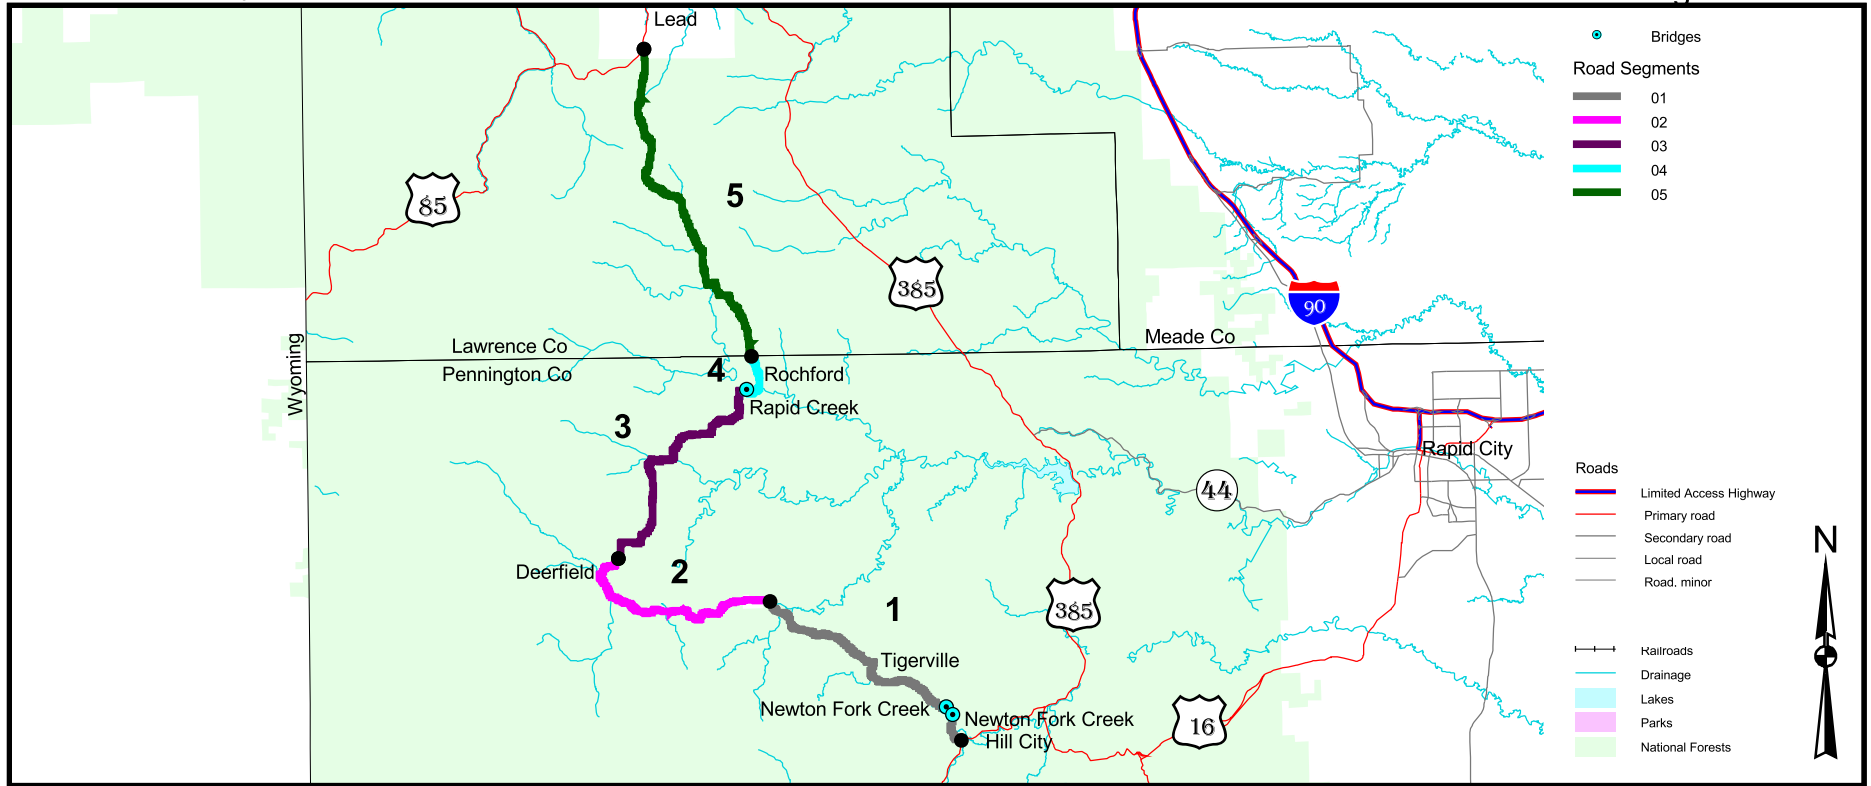 Lead
85
5
385
90
Wyoming
Lawrence Co
Meade Co
Pennington Co
4
Rochford
Rapid Creek
3
Rapid City
44
Deerfield
2
1
385
Tigerville
Newton Fork Creek
Newton Fork Creek
Hill City
16
Bridges
Road Segments
01
02
03
04
05
Roads
Limited Access Highway
Primary road
Secondary road
Local road
Road, minor
Railroads
Drainage
Lakes
Parks
National Forests
N